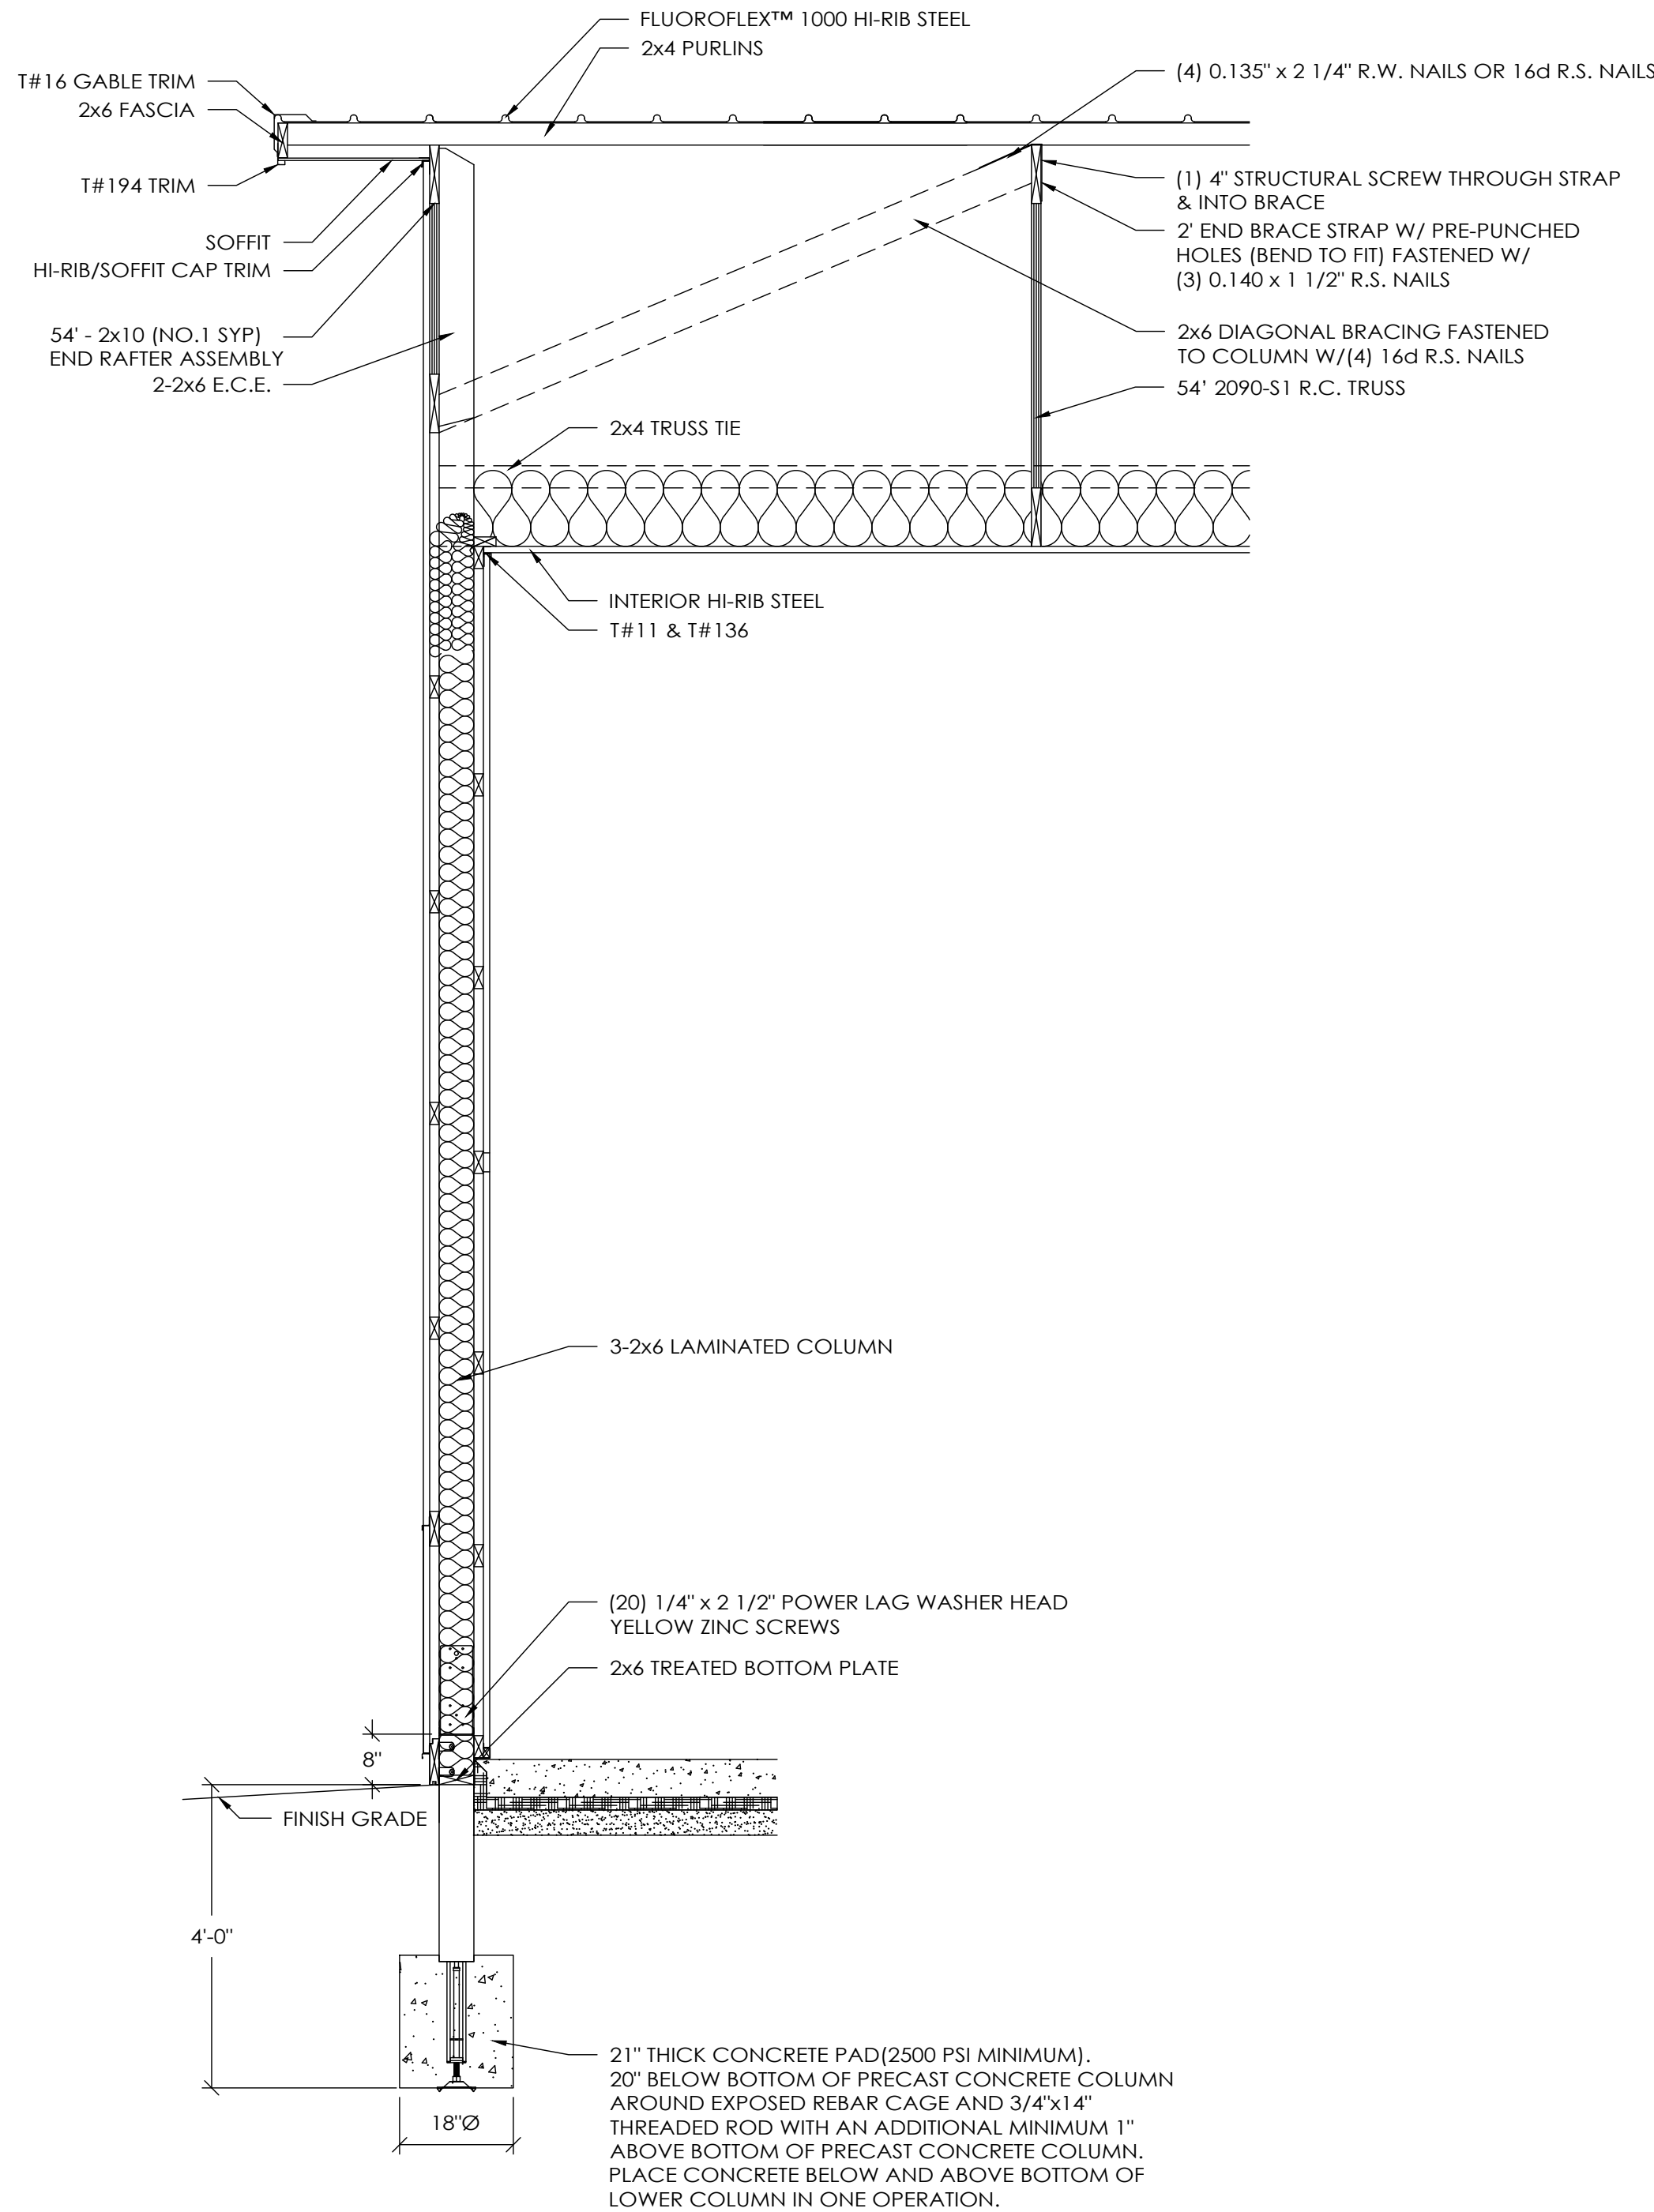 FLUOROFLEX™ 1000 HI-RIB STEEL
2x4 PURLINS
(4) 0.135" x 2 1/4" R.W. NAILS OR 16d R.S. NAILS
T#16 GABLE TRIM
2x6 FASCIA
T#194 TRIM
SOFFIT
HI-RIB/SOFFIT CAP TRIM
54' - 2x10 (NO.1 SYP)
END RAFTER ASSEMBLY
2-2x6 E.C.E.
(1) 4" STRUCTURAL SCREW THROUGH STRAP
& INTO BRACE
2' END BRACE STRAP W/ PRE-PUNCHED
HOLES (BEND TO FIT) FASTENED W/
(3) 0.140 x 1 1/2" R.S. NAILS
2x6 DIAGONAL BRACING FASTENED
TO COLUMN W/(4) 16d R.S. NAILS
54' 2090-S1 R.C. TRUSS
2x4 TRUSS TIE
INTERIOR HI-RIB STEEL
T#11 & T#136
3-2x6 LAMINATED COLUMN
(20) 1/4" x 2 1/2" POWER LAG WASHER HEAD
YELLOW ZINC SCREWS
2x6 TREATED BOTTOM PLATE
8"
FINISH GRADE
4'-0"
18"Ø
21" THICK CONCRETE PAD(2500 PSI MINIMUM).
20" BELOW BOTTOM OF PRECAST CONCRETE COLUMN
AROUND EXPOSED REBAR CAGE AND 3/4"x14"
THREADED ROD WITH AN ADDITIONAL MINIMUM 1"
ABOVE BOTTOM OF PRECAST CONCRETE COLUMN.
PLACE CONCRETE BELOW AND ABOVE BOTTOM OF
LOWER COLUMN IN ONE OPERATION.